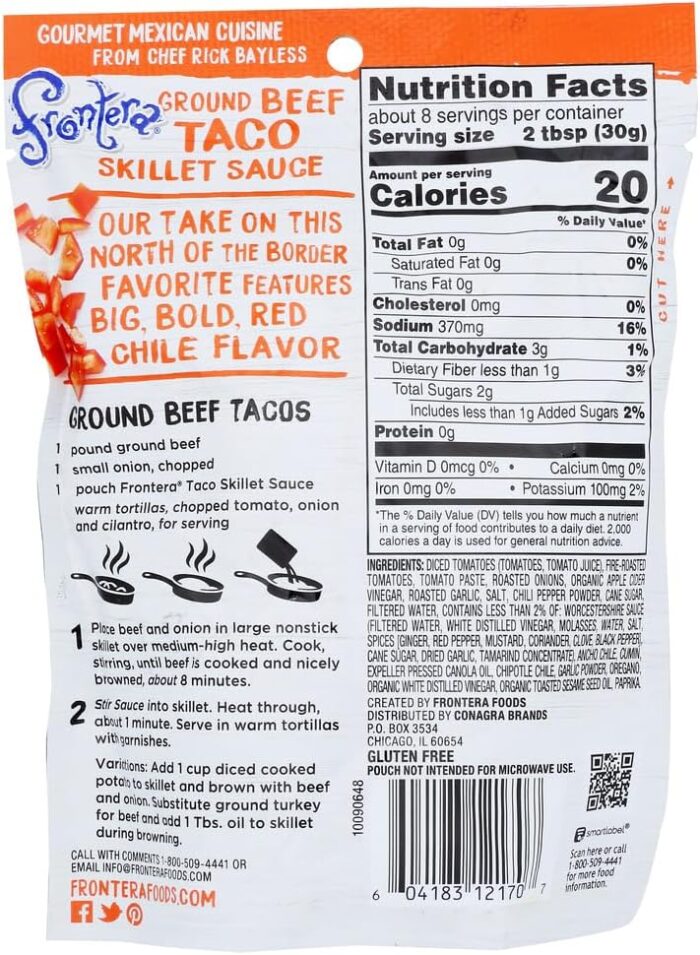 GOURMET MEXICAN CUISINE
FROM CHEF RICK BAYLESS
Frontera®
GROUND BEEF
TACO
SKILLET SAUCE
OUR TAKE ON THIS
NORTH OF THE BORDER
FAVORITE FEATURES
BIG, BOLD, RED
CHILE FLAVOR
GROUND BEEF TACOS
1 pound ground beef
1 small onion, chopped
1 pouch Frontera® Taco Skillet Sauce
warm tortillas, chopped tomato, onion
and cilantro, for serving
1 Place beef and onion in large nonstick
skillet over medium-high heat. Cook,
stirring, until beef is cooked and nicely
browned, about 8 minutes.
2 Stir Sauce into skillet. Heat through,
about 1 minute. Serve in warm tortillas
with garnishes.
Variations: Add 1 cup diced cooked
potato to skillet and brown with beef
and onion. Substitute ground turkey
for beef and add 1 Tbs. oil to skillet
during browning.
CALL WITH COMMENTS 1-800-509-4441 OR
EMAIL INFO@FRONTERAFOODS.COM
FRONTERAFOODS.COM
Nutrition Facts
about 8 servings per container
Serving size 2 tbsp (30g)
Amount per serving
Calories 20
% Daily Value*
Total Fat 0g 0%
Saturated Fat 0g 0%
Trans Fat 0g
Cholesterol 0mg 0%
Sodium 370mg 16%
Total Carbohydrate 3g 1%
Dietary Fiber less than 1g 3%
Total Sugars 2g
Includes less than 1g Added Sugars 2%
Protein 0g
Vitamin D 0mcg 0% • Calcium 0mg 0%
Iron 0mg 0% • Potassium 100mg 2%
*The % Daily Value (DV) tells you how much a nutrient
in a serving of food contributes to a daily diet. 2,000
calories a day is used for general nutrition advice.
CUT HERE
INGREDIENTS: DICED TOMATOES (TOMATOES, TOMATO JUICE), FIRE-ROASTED
TOMATOES, TOMATO PASTE, ROASTED ONIONS, ORGANIC APPLE CIDER
VINEGAR, ROASTED GARLIC, SALT, CHILI PEPPER POWDER, CANE SUGAR,
FILTERED WATER, CONTAINS LESS THAN 2% OF: WORCESTERSHIRE SAUCE
(FILTERED WATER, WHITE DISTILLED VINEGAR, MOLASSES, WATER, SALT,
SPICES [GINGER, RED PEPPER, MUSTARD, CORIANDER, CLOVE, BLACK PEPPER],
CANE SUGAR, DRIED GARLIC, TAMARIND CONCENTRATE), ANCHO CHILE, CUMIN,
EXPELLER PRESSED CANOLA OIL, CHIPOTLE CHILE, GARLIC POWDER, OREGANO,
ORGANIC WHITE DISTILLED VINEGAR, ORGANIC TOASTED SESAME SEED OIL, PAPRIKA.
CREATED BY FRONTERA FOODS
DISTRIBUTED BY CONAGRA BRANDS
P.O. BOX 3534
CHICAGO, IL 60654
GLUTEN FREE
POUCH NOT INTENDED FOR MICROWAVE USE.
10090648
6 04183 12170 7
smartlabel®
Scan here or call
1-800-509-4441
for more food
information.